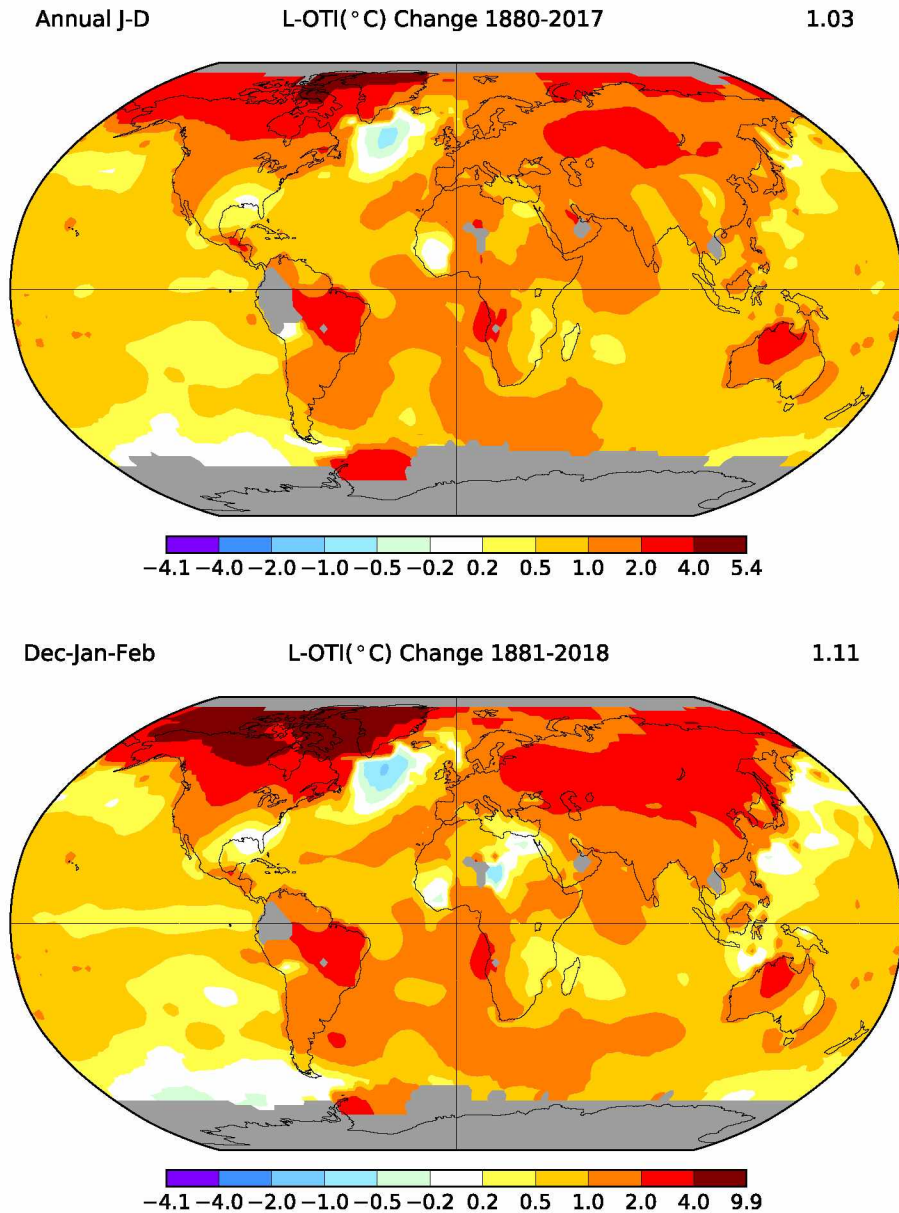 Annual J-D L-OTI(°C) Change 1880-2017 1.03
−4.1 −4.0 −2.0 −1.0 −0.5 −0.2 0.2 0.5 1.0 2.0 4.0 5.4
Dec-Jan-Feb L-OTI(°C) Change 1881-2018 1.11
−4.1 −4.0 −2.0 −1.0 −0.5 −0.2 0.2 0.5 1.0 2.0 4.0 9.9